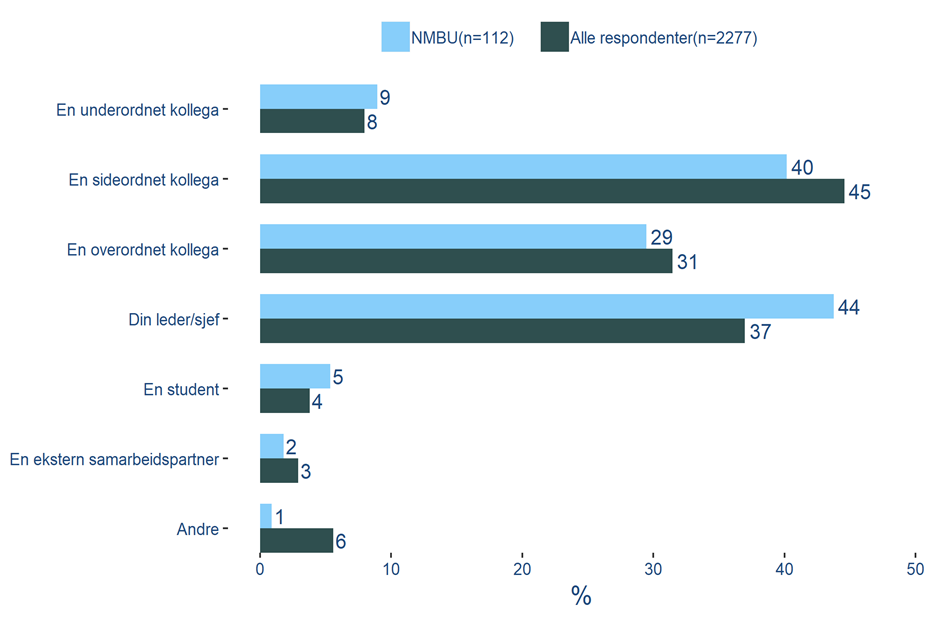 NMBU(n=112) Alle respondenter(n=2277)
En underordnet kollega 9
8
En sideordnet kollega 40
45
En overordnet kollega 29
31
Din leder/sjef 44
37
En student 5
4
En ekstern samarbeidspartner 2
3
Andre 1
6
0 10 20 30 40 50
%